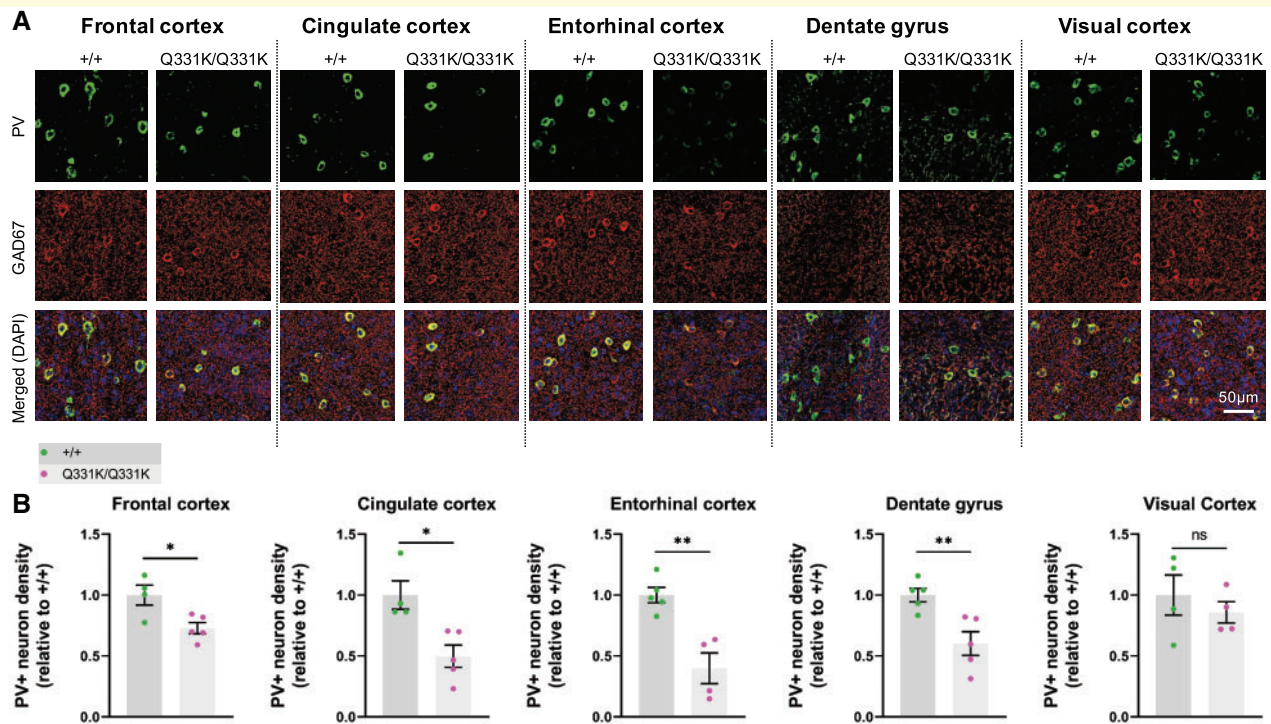 A
Frontal cortex
Cingulate cortex
Entorhinal cortex
Dentate gyrus
Visual cortex
+/+
Q331K/Q331K
+/+
Q331K/Q331K
+/+
Q331K/Q331K
+/+
Q331K/Q331K
+/+
Q331K/Q331K
PV
GAD67
Merged (DAPI)
50µm
+/+
Q331K/Q331K
B
Frontal cortex
PV+ neuron density
(relative to +/+)
1.5
1.0
0.5
0.0
*
Cingulate cortex
PV+ neuron density
(relative to +/+)
1.5
1.0
0.5
0.0
*
Entorhinal cortex
PV+ neuron density
(relative to +/+)
1.5
1.0
0.5
0.0
**
Dentate gyrus
PV+ neuron density
(relative to +/+)
1.5
1.0
0.5
0.0
**
Visual Cortex
PV+ neuron density
(relative to +/+)
1.5
1.0
0.5
0.0
ns